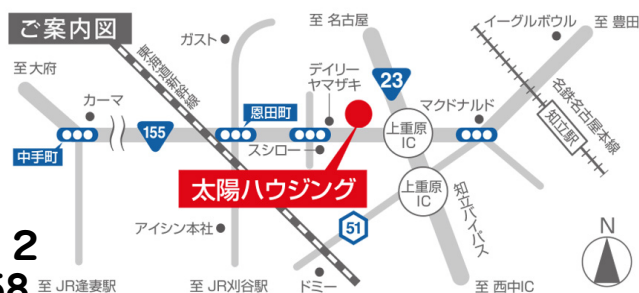 ご案内図
至 名古屋
イーグルボウル
至 豊田
ガスト
東海道新幹線
至 大府
カーマ
デイリー
ヤマザキ
23
マクドナルド
名鉄名古屋本線
知立駅
恩田町
155
中手町
スシロー
上重原
IC
太陽ハウジング
上重原
IC
知立バイパス
アイシン本社
51
N
2
58
至 JR逢妻駅
至 JR刈谷駅
ドミー
至 西中IC